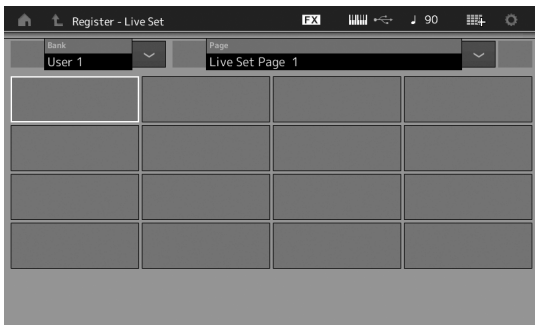 Register - Live Set FX ♩ 90
Bank Page
User 1 Live Set Page 1